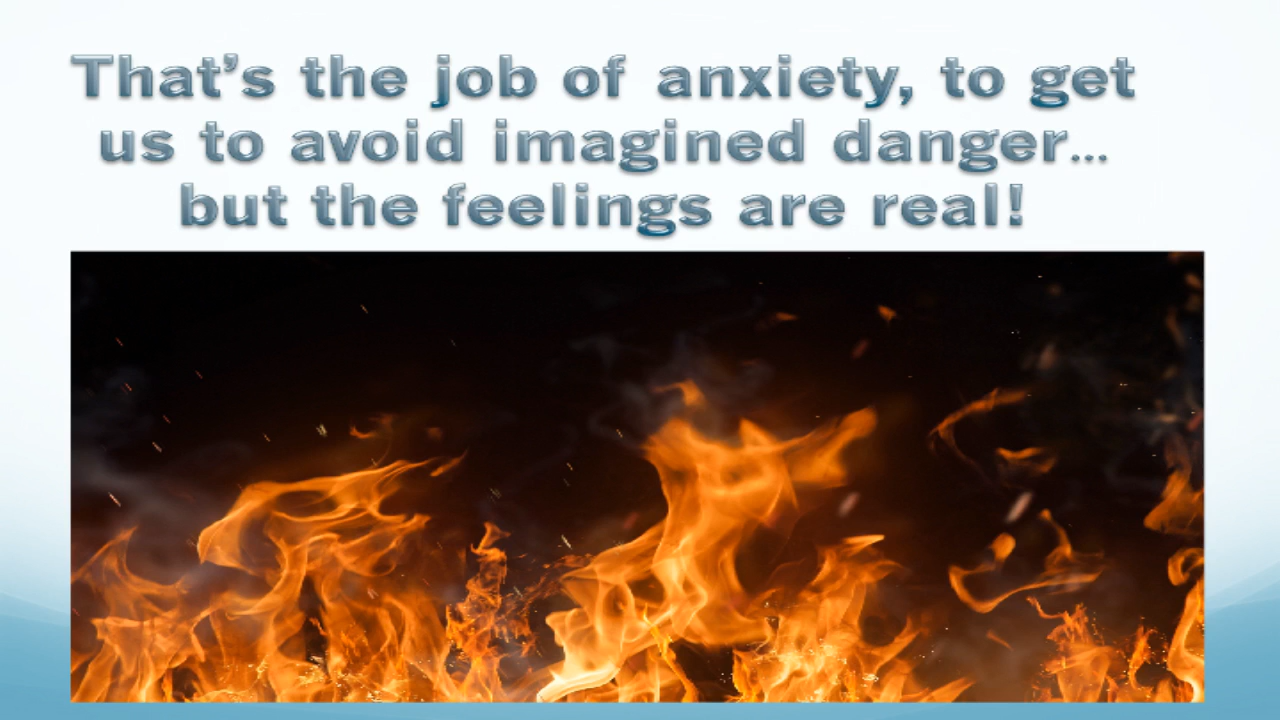 That’s the job of anxiety, to get
us to avoid imagined danger…
but the feelings are real!